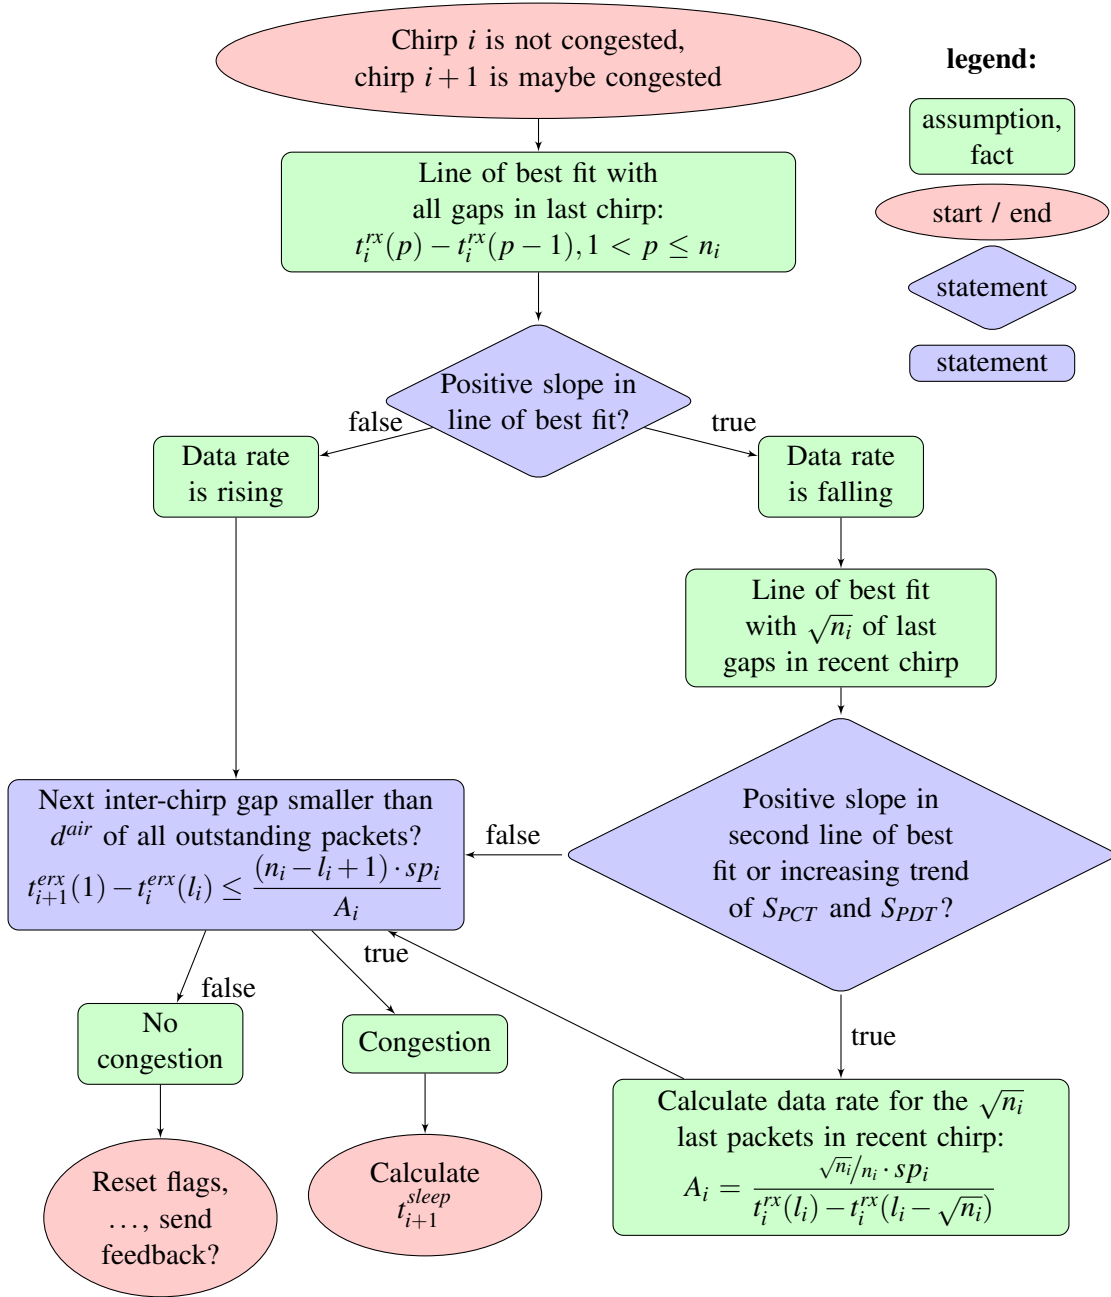 Chirp i is not congested,
chirp i + 1 is maybe congested
legend:
assumption,
fact
start / end
statement
statement
Line of best fit with
all gaps in last chirp:
t_i^{rx}(p) − t_i^{rx}(p − 1), 1 < p ≤ n_i
Positive slope in
line of best fit?
false
true
Data rate
is rising
Data rate
is falling
Line of best fit
with √n_i of last
gaps in recent chirp
Next inter-chirp gap smaller than
d^{air} of all outstanding packets?
t_{i+1}^{erx}(1) − t_i^{erx}(l_i) ≤ \frac{(n_i − l_i + 1) · sp_i}{A_i}
false
Positive slope in
second line of best
fit or increasing trend
of S_{PCT} and S_{PDT}?
false
true
true
No
congestion
Congestion
Reset flags,
…, send
feedback?
Calculate
t_{i+1}^{sleep}
Calculate data rate for the √n_i
last packets in recent chirp:
A_i = \frac{√n_i/n_i · sp_i}{t_i^{rx}(l_i) − t_i^{rx}(l_i − √n_i)}